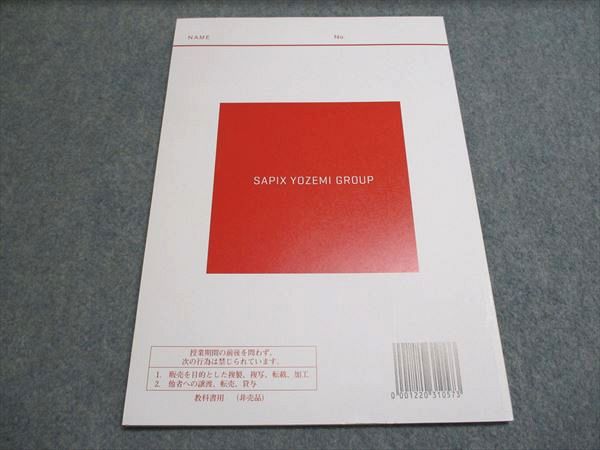 NAME
No.
SAPIX YOZEMI GROUP
授業期間の前後を問わず、
次の行為は禁じられています。
1. 販売を目的とした複製、複写、転載、加工
2. 他者への譲渡、転売、貸与
教科書用 （非売品）
0 001220 310573